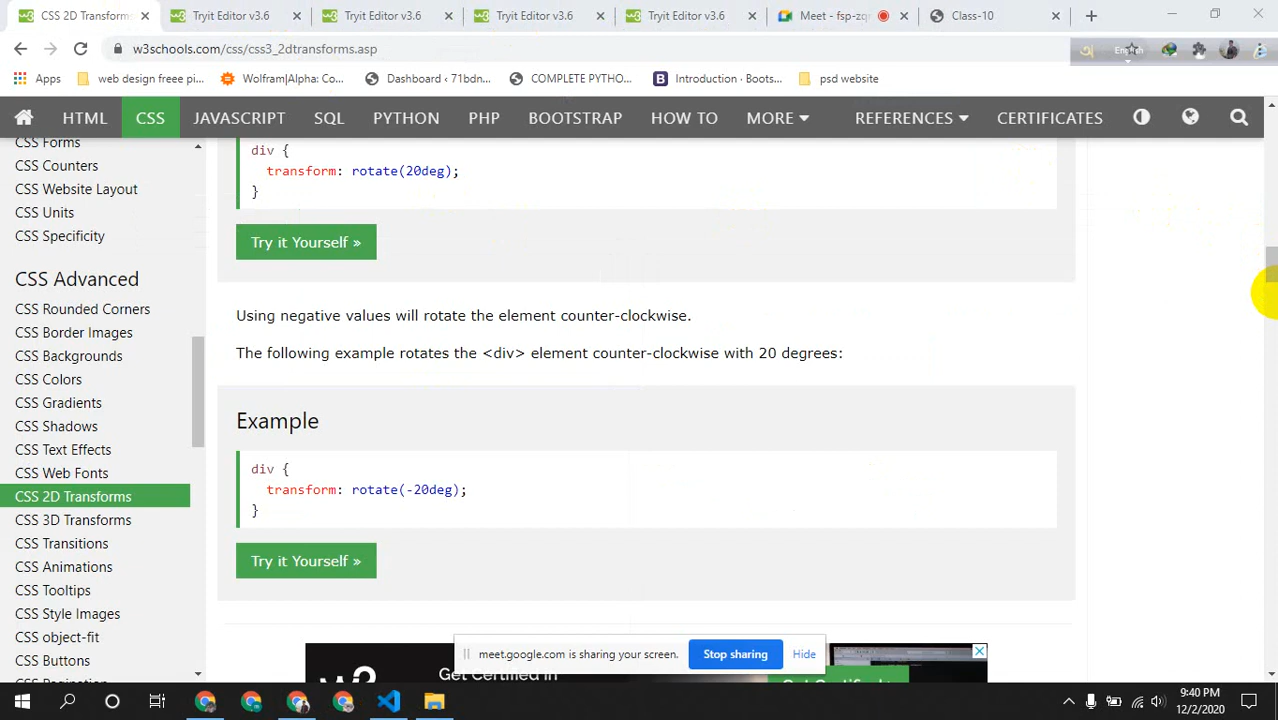 CSS 2D Transforms
Tryit Editor v3.6
Tryit Editor v3.6
Tryit Editor v3.6
Tryit Editor v3.6
Meet - fsp-zq
Class-10
w3schools.com/css/css3_2dtransforms.asp
English
Apps
web design freee pi...
Wolfram|Alpha: Co...
Dashboard ‹ 71bdn...
COMPLETE PYTHO...
Introduction · Boots...
psd website
HTML
CSS
JAVASCRIPT
SQL
PYTHON
PHP
BOOTSTRAP
HOW TO
MORE
REFERENCES
CERTIFICATES
CSS Forms
CSS Counters
CSS Website Layout
CSS Units
CSS Specificity
CSS Advanced
CSS Rounded Corners
CSS Border Images
CSS Backgrounds
CSS Colors
CSS Gradients
CSS Shadows
CSS Text Effects
CSS Web Fonts
CSS 2D Transforms
CSS 3D Transforms
CSS Transitions
CSS Animations
CSS Tooltips
CSS Style Images
CSS object-fit
CSS Buttons
div {
transform: rotate(20deg);
}
Try it Yourself »
Using negative values will rotate the element counter-clockwise.
The following example rotates the <div> element counter-clockwise with 20 degrees:
Example
div {
transform: rotate(-20deg);
}
Try it Yourself »
Get Certified in
meet.google.com is sharing your screen.
Stop sharing
Hide
9:40 PM
12/2/2020